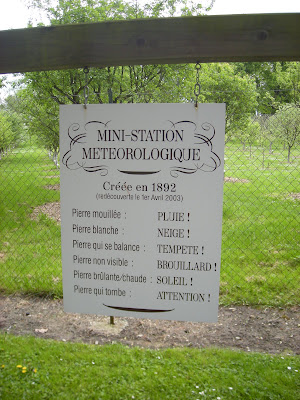 MINI-STATION
METEOROLOGIQUE
Créée en 1892
(redécouverte le 1er Avril 2003)
Pierre mouillée : PLUIE !
Pierre blanche : NEIGE !
Pierre qui se balance : TEMPETE !
Pierre non visible : BROUILLARD !
Pierre brûlante/chaude : SOLEIL !
Pierre qui tombe : ATTENTION !